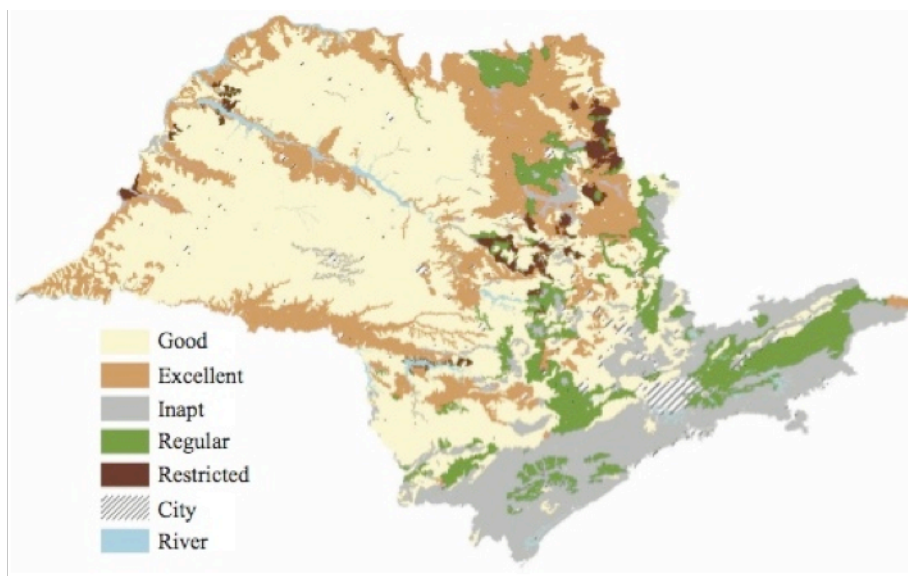 Good
Excellent
Inapt
Regular
Restricted
City
River